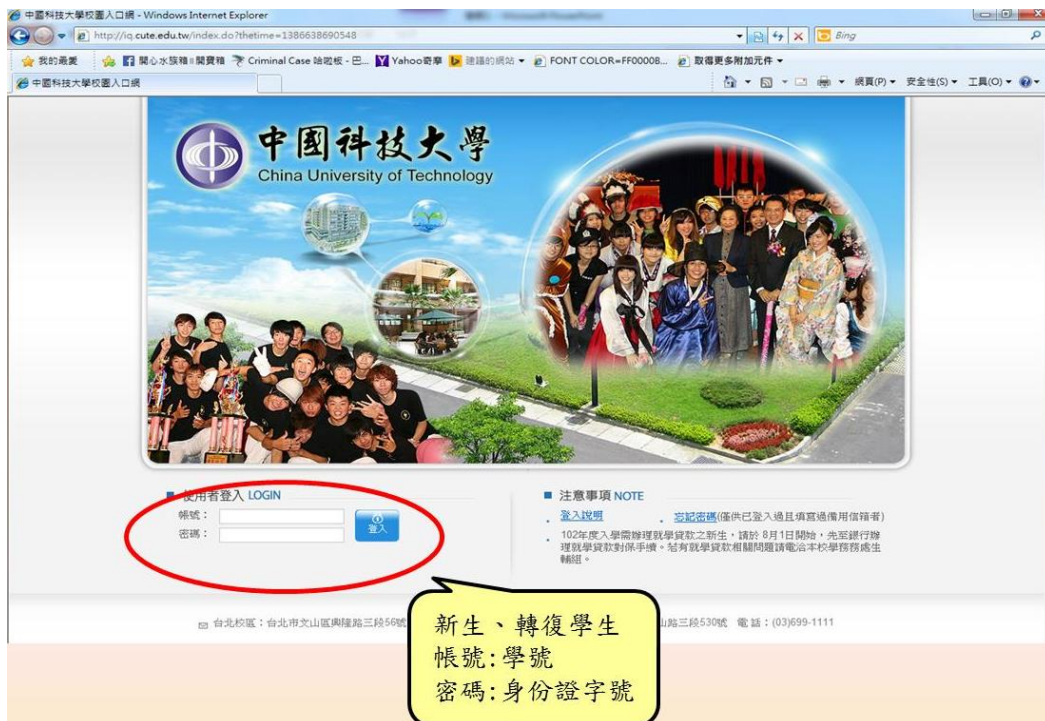 中國科技大學校園入口網 - Windows Internet Explorer
http://iq.cute.edu.tw/index.do?thetime=1386638690548
Bing
我的最愛
開心水族箱 開賣箱
Criminal Case 哈啦板 - 巴...
Yahoo奇摩
建議的網站
FONT COLOR=FF0000B...
取得更多附加元件
中國科技大學校園入口網
網頁(P)
安全性(S)
工具(O)
中國科技大學
China University of Technology
使用者登入 LOGIN
帳號：
密碼：
登入
注意事項 NOTE
登入說明
忘記密碼(僅供已登入過且填寫過備用信箱者)
102年度入學需辦理就學貸款之新生，請於 8月1日開始，先至銀行辦
理就學貸款對保手續。若有就學貸款相關問題請電洽本校學務處生
輔組。
台北校區：台北市文山區興隆路三段56號
山路三段530號 電話：(03)699-1111
新生、轉復學生
帳號:學號
密碼:身份證字號